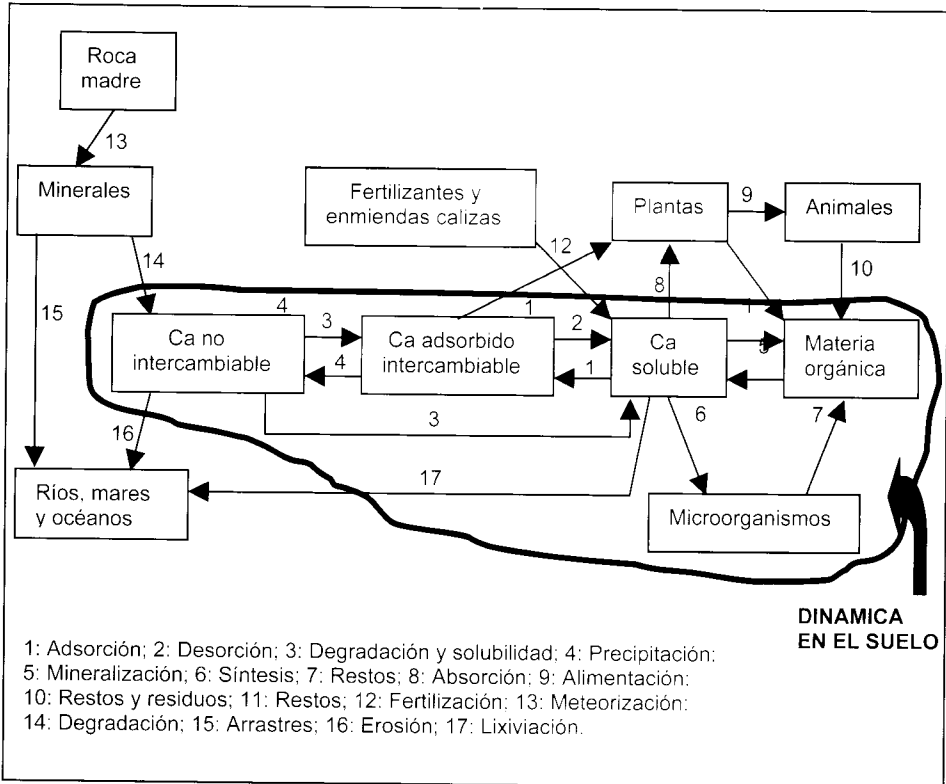 Roca
madre
13
Minerales
Fertilizantes y
enmiendas calizas
Plantas
9
Animales
14
12
10
15
8
4
3
1
2
Ca no
intercambiable
4
Ca adsorbido
intercambiable
1
Ca
soluble
5
Materia
orgánica
16
3
6
7
17
Ríos, mares
y océanos
Microorganismos
DINAMICA
EN EL SUELO
1: Adsorción; 2: Desorción; 3: Degradación y solubilidad; 4: Precipitación:
5: Mineralización; 6: Síntesis; 7: Restos; 8: Absorción; 9: Alimentación:
10: Restos y residuos; 11: Restos; 12: Fertilización: 13: Meteorización:
14: Degradación; 15: Arrastres; 16: Erosión; 17: Lixiviación.